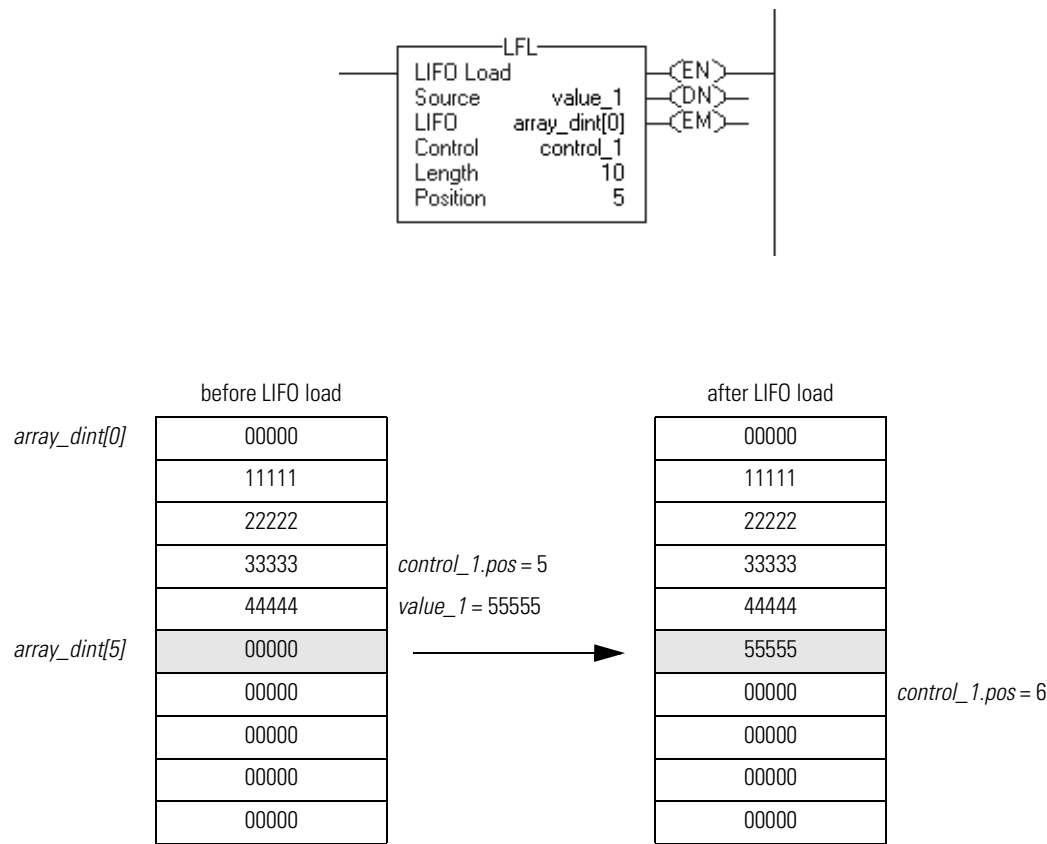 LFL
LIFO Load
Source value_1
LIFO array_dint[0]
Control control_1
Length 10
Position 5
EN
DN
EM
before LIFO load after LIFO load
array_dint[0] 00000 00000
11111 11111
22222 22222
33333 control_1.pos = 5 33333
44444 value_1 = 55555 44444
array_dint[5] 00000 55555
00000 00000 control_1.pos = 6
00000 00000
00000 00000
00000 00000